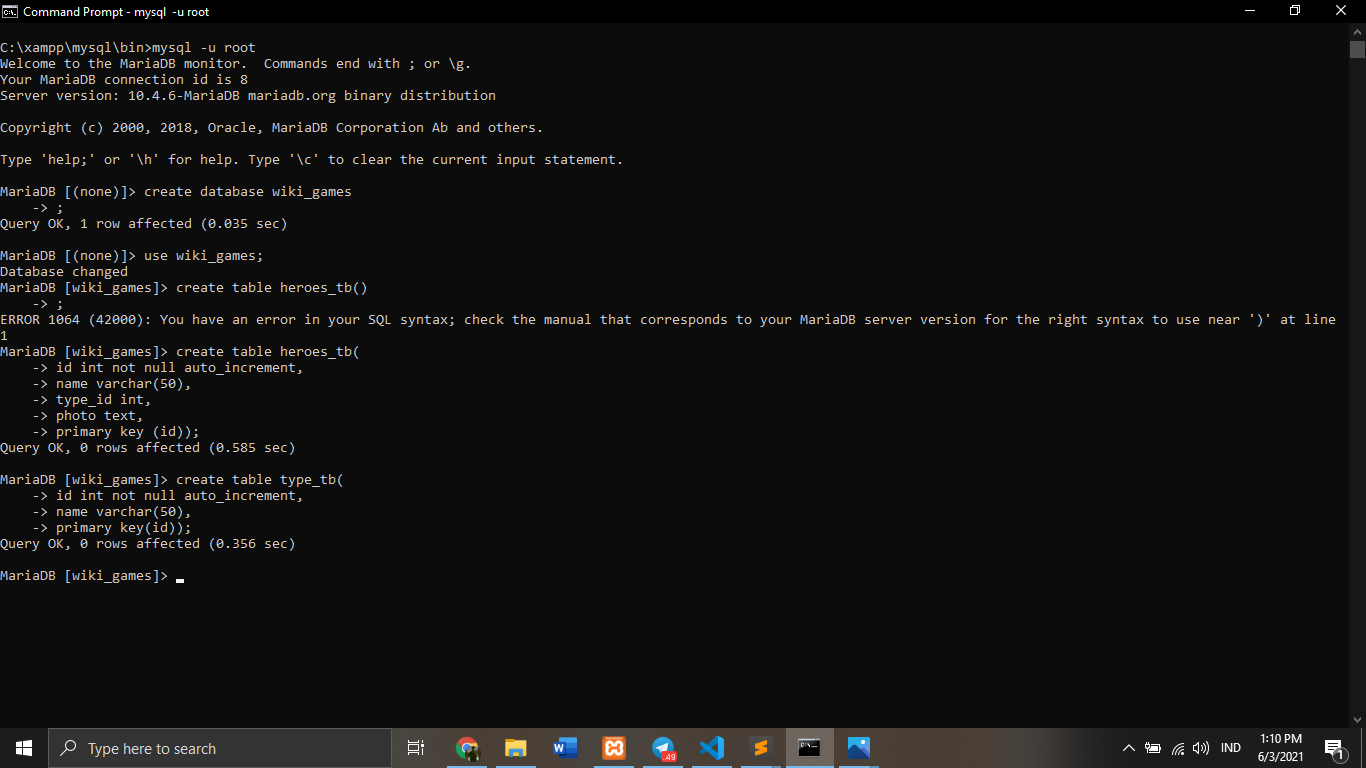 Command Prompt - mysql  -u root
C:\xampp\mysql\bin>mysql -u root
Welcome to the MariaDB monitor.  Commands end with ; or \g.
Your MariaDB connection id is 8
Server version: 10.4.6-MariaDB mariadb.org binary distribution
Copyright (c) 2000, 2018, Oracle, MariaDB Corporation Ab and others.
Type 'help;' or '\h' for help. Type '\c' to clear the current input statement.
MariaDB [(none)]> create database wiki_games
    -> ;
Query OK, 1 row affected (0.035 sec)
MariaDB [(none)]> use wiki_games;
Database changed
MariaDB [wiki_games]> create table heroes_tb()
    -> ;
ERROR 1064 (42000): You have an error in your SQL syntax; check the manual that corresponds to your MariaDB server version for the right syntax to use near ')' at line
1
MariaDB [wiki_games]> create table heroes_tb(
    -> id int not null auto_increment,
    -> name varchar(50),
    -> type_id int,
    -> photo text,
    -> primary key (id));
Query OK, 0 rows affected (0.585 sec)
MariaDB [wiki_games]> create table type_tb(
    -> id int not null auto_increment,
    -> name varchar(50),
    -> primary key(id));
Query OK, 0 rows affected (0.356 sec)
MariaDB [wiki_games]>
Type here to search
.49
IND
1:10 PM
6/3/2021
1